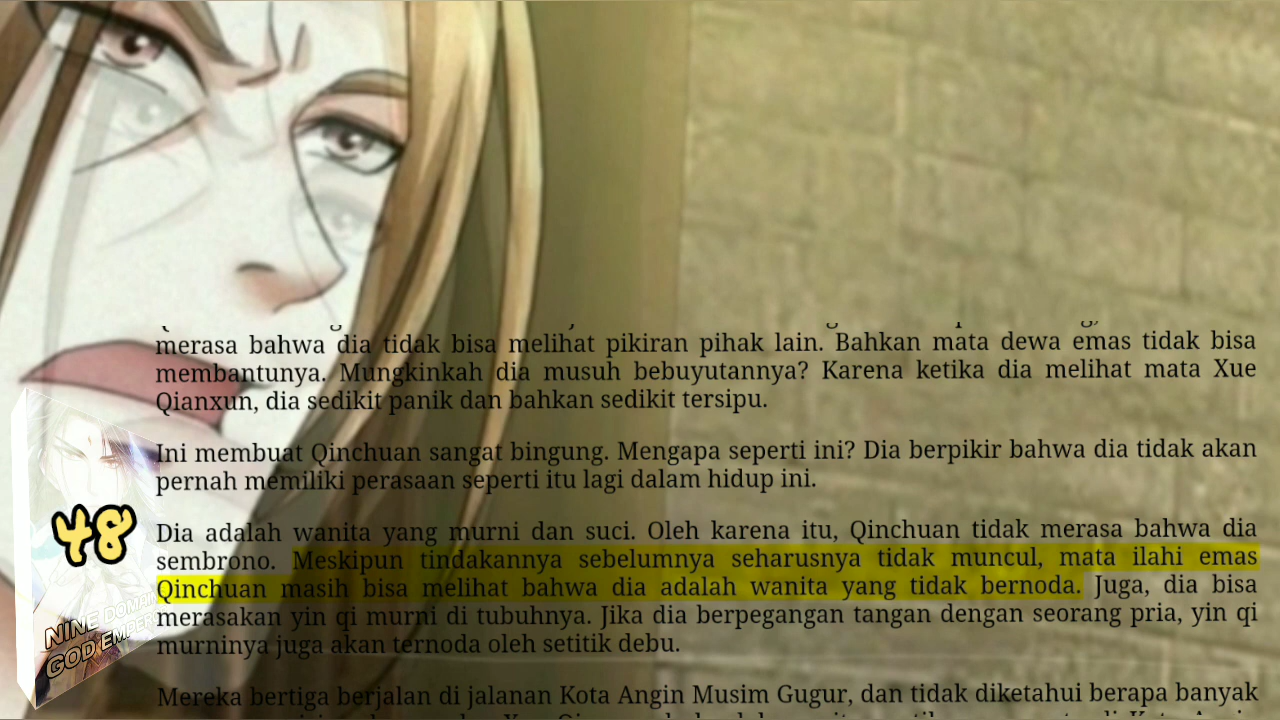 merasa bahwa dia tidak bisa melihat pikiran pihak lain. Bahkan mata dewa emas tidak bisa
membantunya. Mungkinkah dia musuh bebuyutannya? Karena ketika dia melihat mata Xue
Qianxun, dia sedikit panik dan bahkan sedikit tersipu.
Ini membuat Qinchuan sangat bingung. Mengapa seperti ini? Dia berpikir bahwa dia tidak akan
pernah memiliki perasaan seperti itu lagi dalam hidup ini.
Dia adalah wanita yang murni dan suci. Oleh karena itu, Qinchuan tidak merasa bahwa dia
sembrono. Meskipun tindakannya sebelumnya seharusnya tidak muncul, mata ilahi emas
Qinchuan masih bisa melihat bahwa dia adalah wanita yang tidak bernoda. Juga, dia bisa
merasakan yin qi murni di tubuhnya. Jika dia berpegangan tangan dengan seorang pria, yin qi
murninya juga akan ternoda oleh setitik debu.
Mereka bertiga berjalan di jalanan Kota Angin Musim Gugur, dan tidak diketahui berapa banyak
48
NINE DOMAIN
GOD EMPEROR